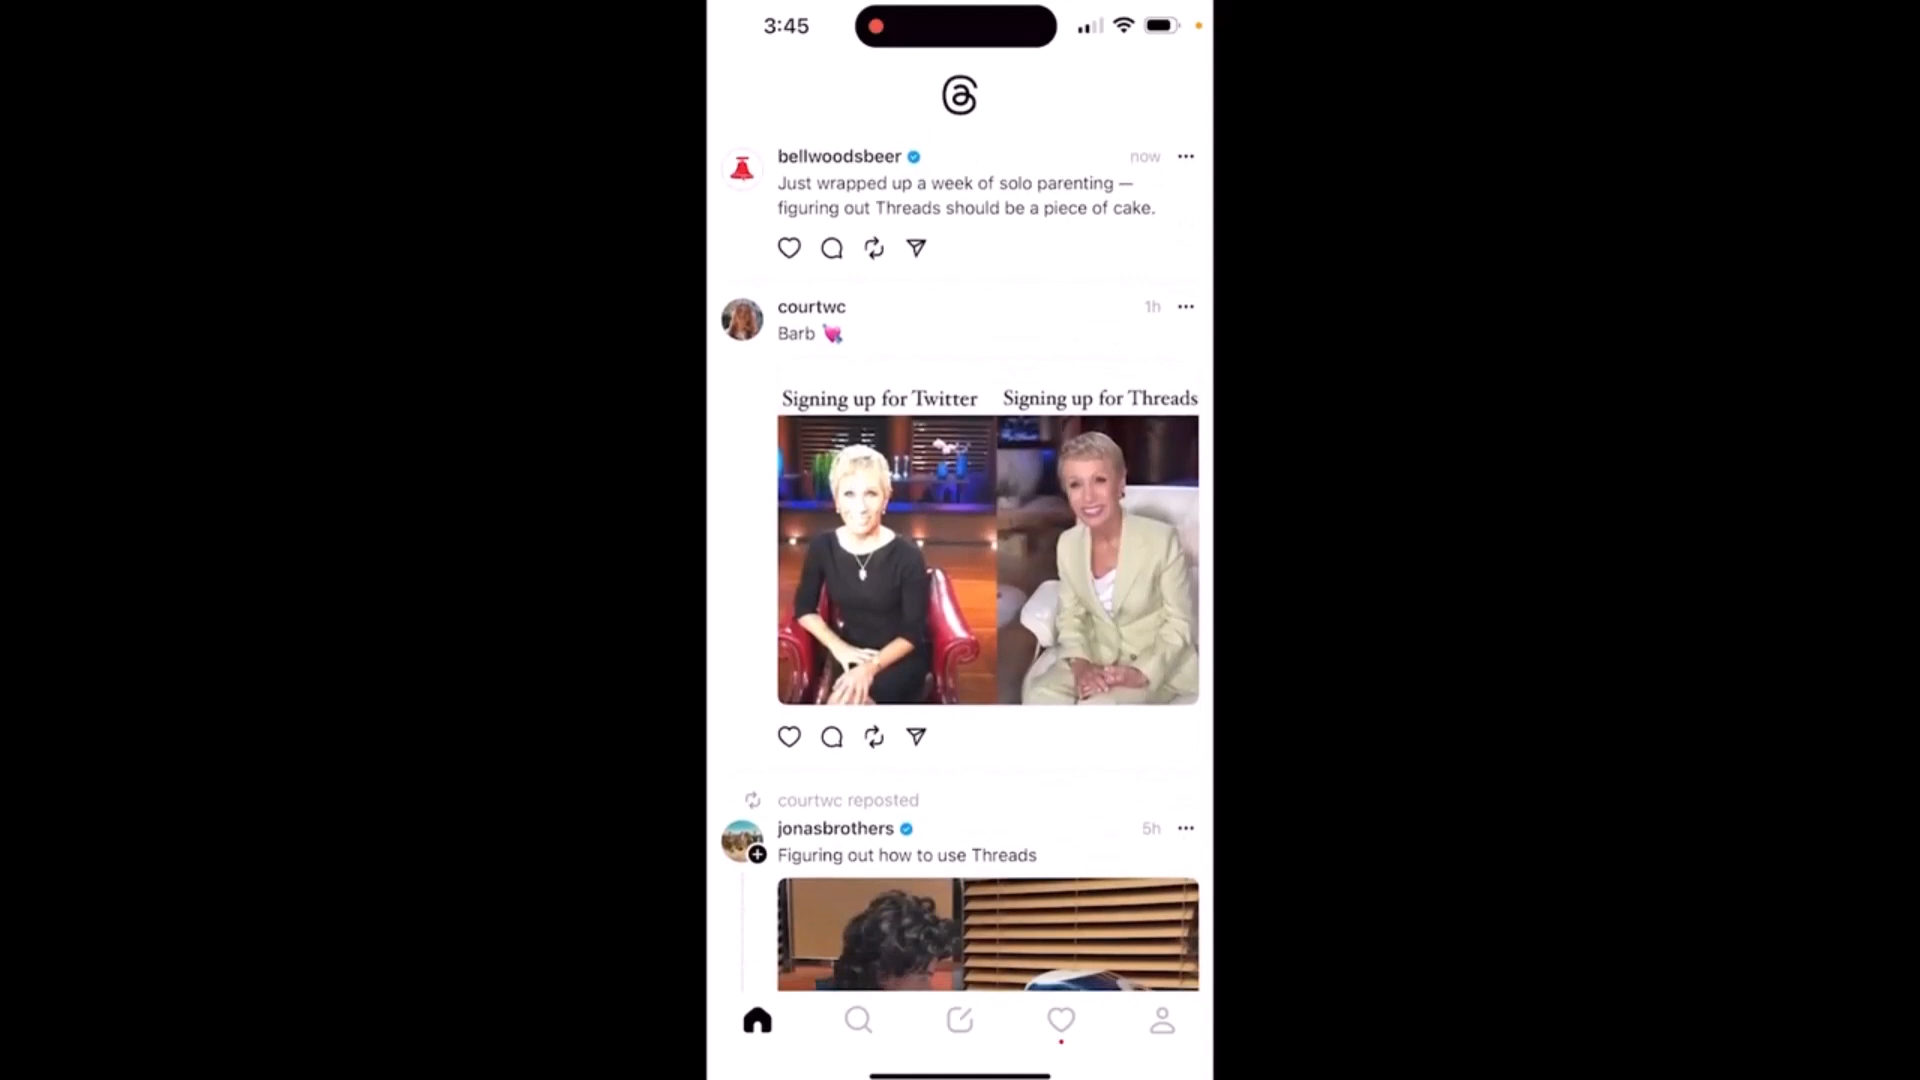 3:45
bellwoodsbeer
now
Just wrapped up a week of solo parenting —
figuring out Threads should be a piece of cake.
courtwc
1h
Barb 💘
Signing up for Twitter
Signing up for Threads
courtwc reposted
jonasbrothers
5h
Figuring out how to use Threads